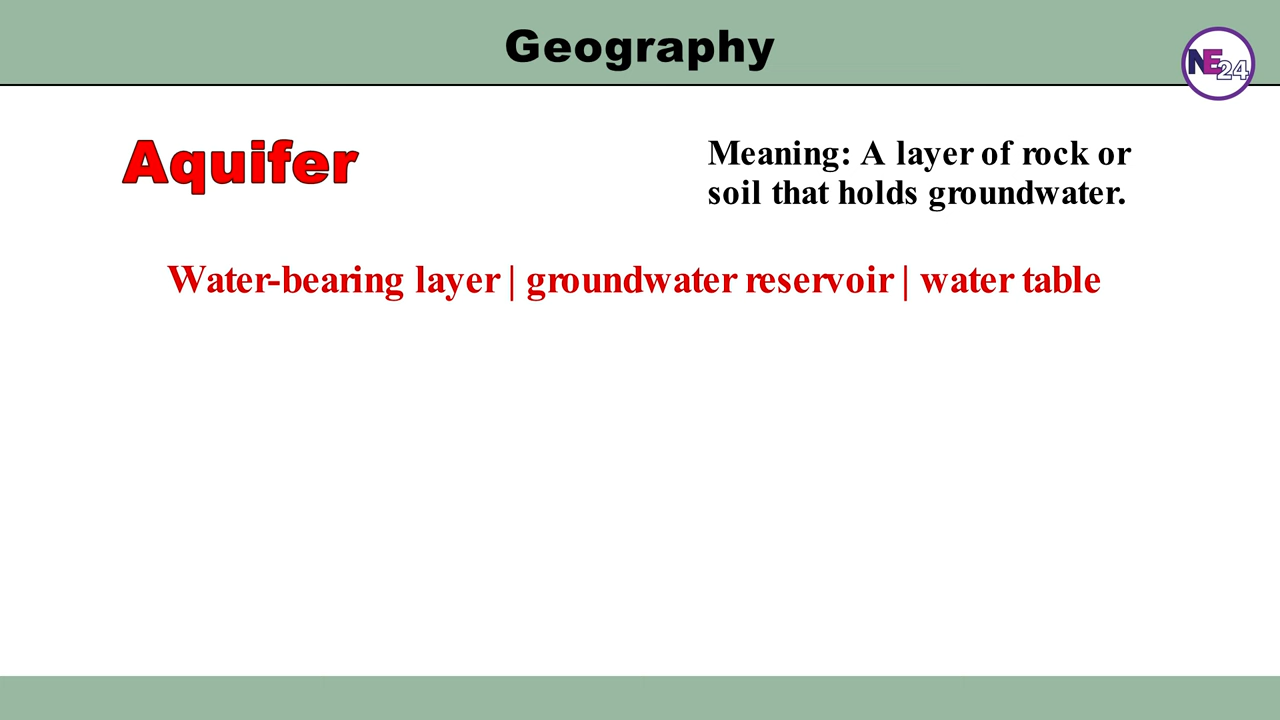 Geography
NE24
Aquifer
Meaning: A layer of rock or
soil that holds groundwater.
Water-bearing layer | groundwater reservoir | water table